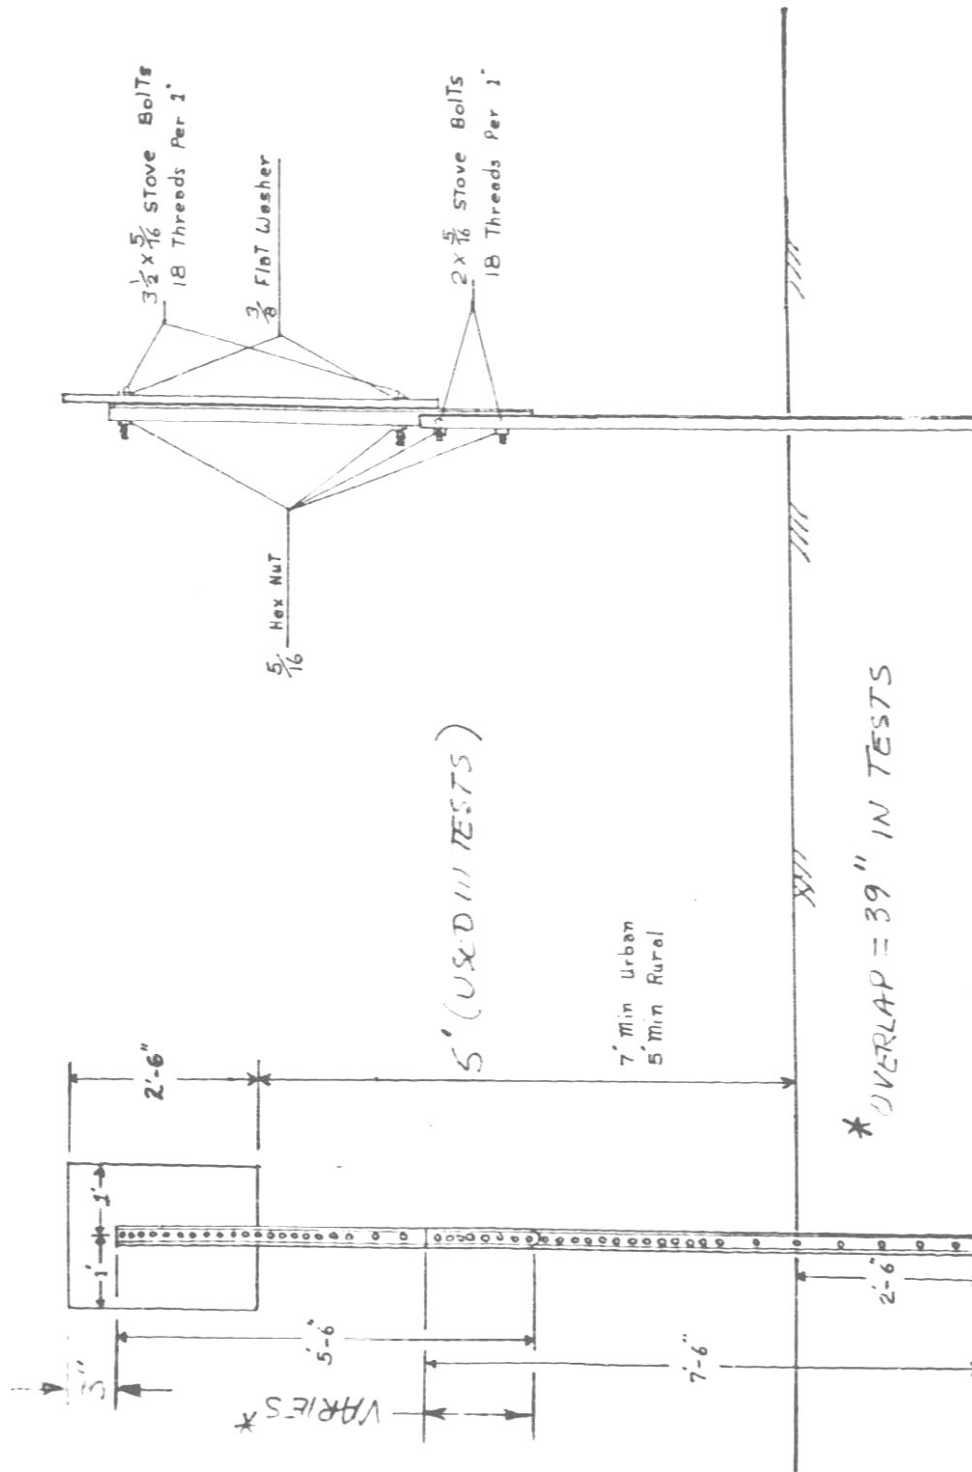 3 1/2 x 5/16 STove BolTs
18 Threads Per 1"
3/8 FlaT Washer
2 x 5/16 STove BolTs
18 Threads Per 1"
5/16 Hex NuT
5' (USED IN TESTS)
7' Min Urban
5' Min Rural
* OVERLAP = 39" IN TESTS
2'-6"
1'
1'
3"
5'-6"
VARIES *
7'-6"
2'-6"